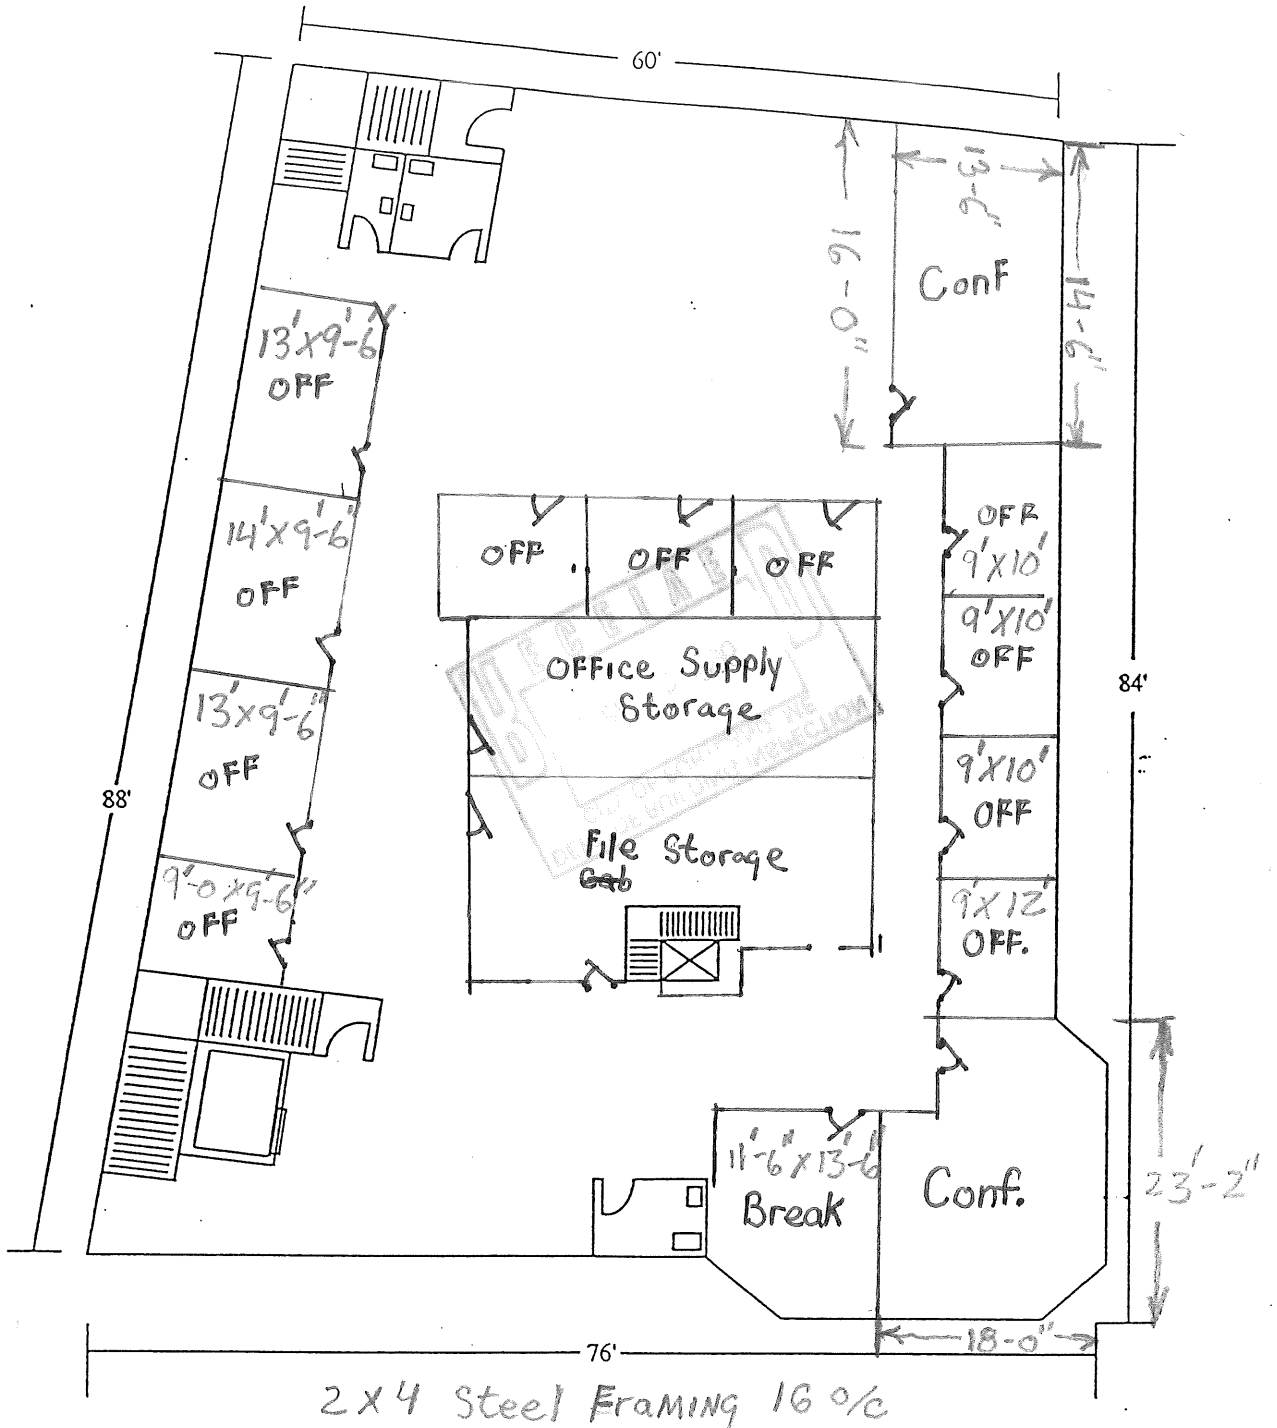 60'
13-6"
16-0"
14-6"
Conf
13'X9'-6
OFF
14'X9'-6"
OFF
OFF
OFF
OFF
OFF
9'X10'
9'X10'
OFF
OFFice Supply
Storage
84'
13'X9'-6"
OFF
9'X10'
OFF
88'
File Storage
9'-0X9'-6"
OFF
9'X12'
OFF.
11'-6"X13'-6"
Break
Conf.
23'-2"
18-0"
76'
2X4 Steel FraMING 16 o/c